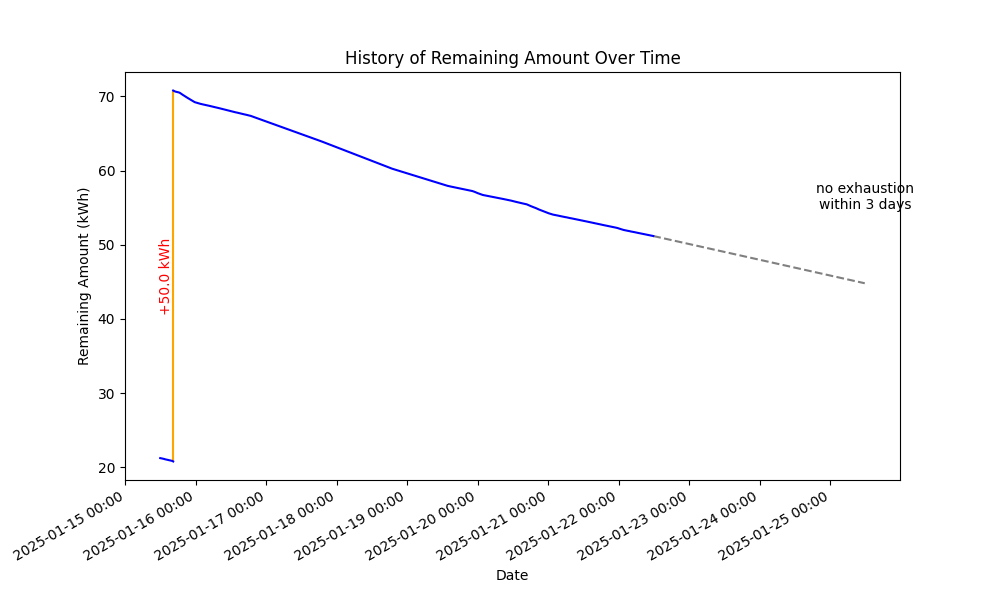 History of Remaining Amount Over Time
Remaining Amount (kWh)
70
60
50
40
30
20
+50.0 kWh
no exhaustion
within 3 days
2025-01-15 00:00
2025-01-16 00:00
2025-01-17 00:00
2025-01-18 00:00
2025-01-19 00:00
2025-01-20 00:00
2025-01-21 00:00
2025-01-22 00:00
2025-01-23 00:00
2025-01-24 00:00
2025-01-25 00:00
Date